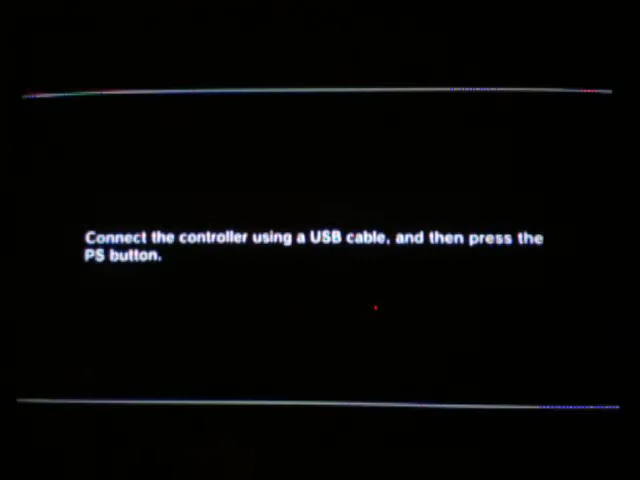 Connect the controller using a USB cable, and then press the
PS button.